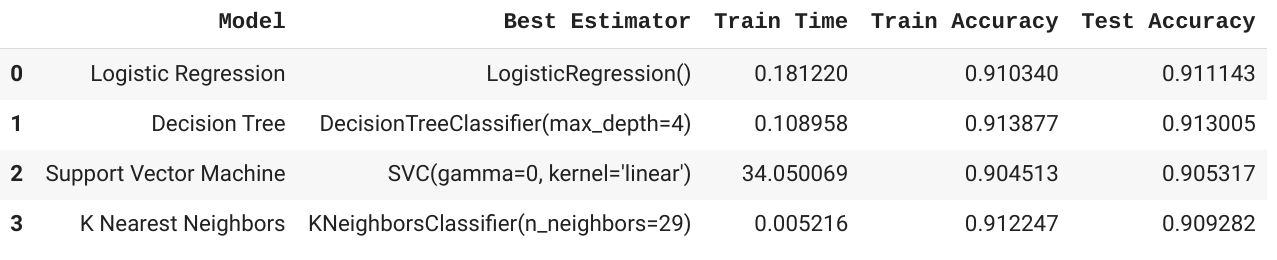 Model Best Estimator Train Time Train Accuracy Test Accuracy
0 Logistic Regression LogisticRegression() 0.181220 0.910340 0.911143
1 Decision Tree DecisionTreeClassifier(max_depth=4) 0.108958 0.913877 0.913005
2 Support Vector Machine SVC(gamma=0, kernel='linear') 34.050069 0.904513 0.905317
3 K Nearest Neighbors KNeighborsClassifier(n_neighbors=29) 0.005216 0.912247 0.909282